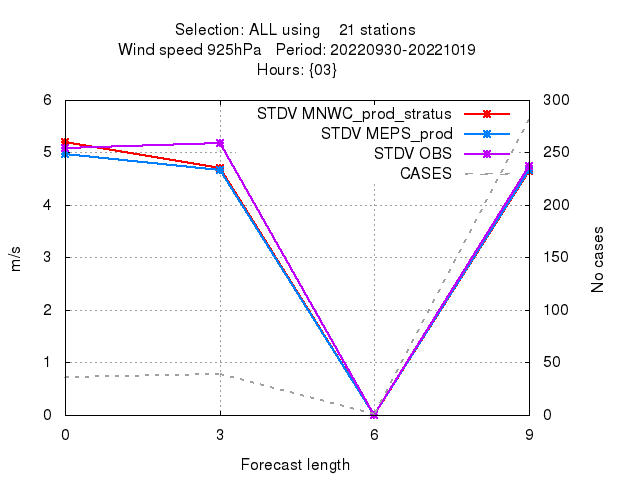 Selection: ALL using    21 stations
Wind speed 925hPa   Period: 20220930-20221019
Hours: {03}
STDV MNWC_prod_stratus
STDV MEPS_prod
STDV OBS
CASES
6
5
4
3
2
1
0
300
250
200
150
100
50
0
m/s
No cases
0 3 6 9
Forecast length